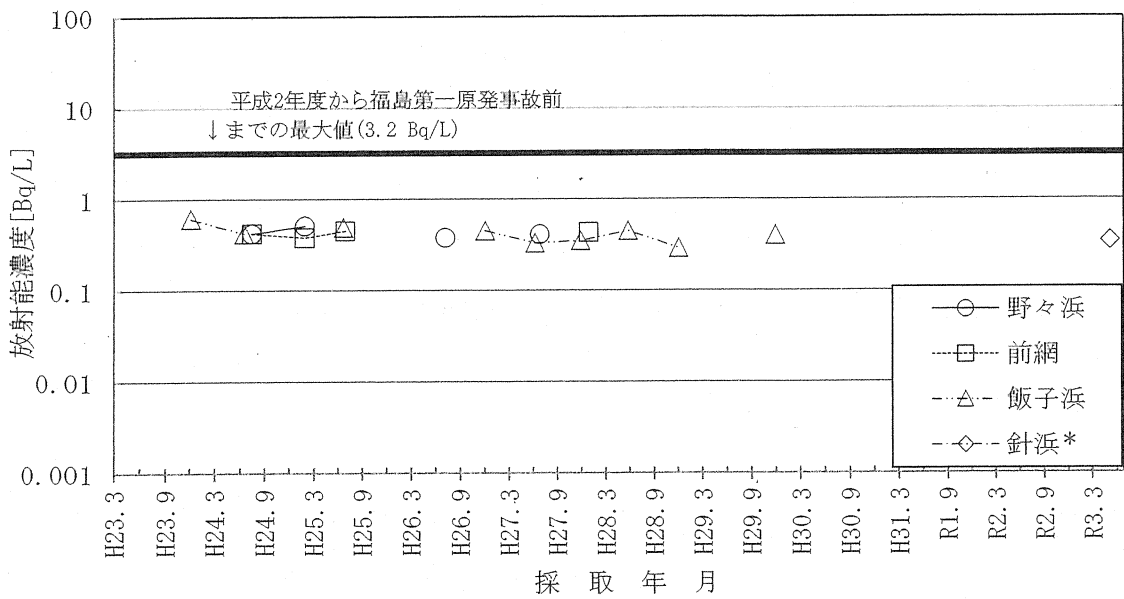 100
10
1
0.1
0.01
0.001
放射能濃度[Bq/L]
平成2年度から福島第一原発事故前
↓までの最大値(3.2 Bq/L)
野々浜
前網
飯子浜
針浜*
H23.3
H23.9
H24.3
H24.9
H25.3
H25.9
H26.3
H26.9
H27.3
H27.9
H28.3
H28.9
H29.3
H29.9
H30.3
H30.9
H31.3
R1.9
R2.3
R2.9
R3.3
採取年月